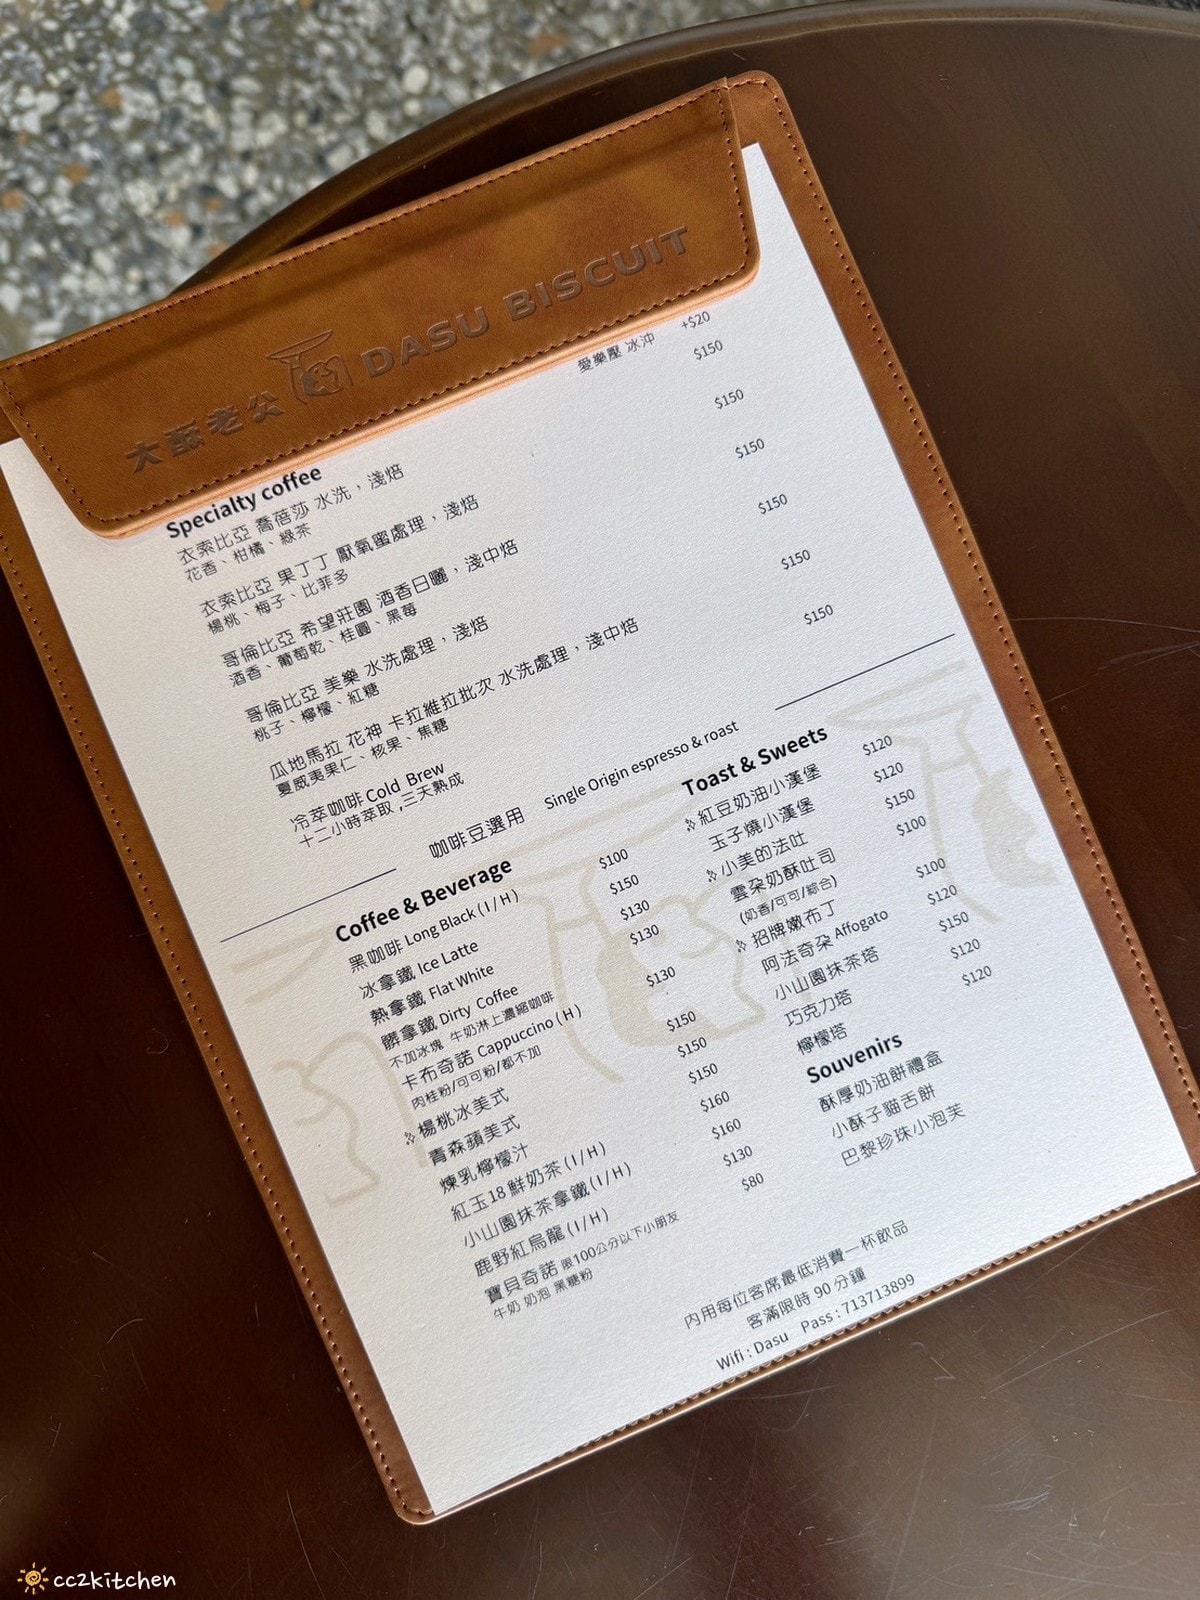 大酥老公 DASU BISCUIT
愛樂壓 冰沖 +$20
Specialty coffee
衣索比亞 喬蓓莎 水洗，淺焙 $150
花香、柑橘、綠茶
衣索比亞 果丁丁 厭氧蜜處理，淺焙 $150
楊桃、梅子、比菲多
哥倫比亞 希望莊園 酒香日曬，淺中焙 $150
酒香、葡萄乾、桂圓、黑莓
哥倫比亞 美樂 水洗處理，淺焙 $150
桃子、檸檬、紅糖
瓜地馬拉 花神 卡拉維拉批次 水洗處理，淺中焙 $150
夏威夷果仁、核果、焦糖
冷萃咖啡 Cold Brew $150
十二小時萃取 ,三天熟成
咖啡豆選用 Single Origin espresso & roast
Coffee & Beverage
黑咖啡 Long Black ( I / H ) $100
冰拿鐵 Ice Latte $150
熱拿鐵 Flat White $130
髒拿鐵 Dirty Coffee $130
不加冰塊 牛奶淋上濃縮咖啡
卡布奇諾 Cappuccino ( H ) $130
肉桂粉/可可粉/都不加
楊桃冰美式 $150
青森蘋美式 $150
煉乳檸檬汁 $150
紅玉18 鮮奶茶 ( I / H ) $160
小山園抹茶拿鐵 ( I / H ) $160
鹿野紅烏龍 ( I / H ) $130
寶貝奇諾 限100公分以下小朋友 $80
牛奶 奶泡 黑糖粉
Toast & Sweets
紅豆奶油小漢堡 $120
玉子燒小漢堡 $120
小美的法吐 $150
雲朵奶酥吐司 $100
(奶香/可可/綜合)
招牌嫩布丁 $100
阿法奇朵 Affogato $120
小山園抹茶塔 $150
巧克力塔 $120
檸檬塔 $120
Souvenirs
酥厚奶油餅禮盒
小酥子貓舌餅
巴黎珍珠小泡芙
內用每位客席最低消費一杯飲品
客滿限時 90 分鐘
Wifi : Dasu Pass : 713713899
cc2kitchen